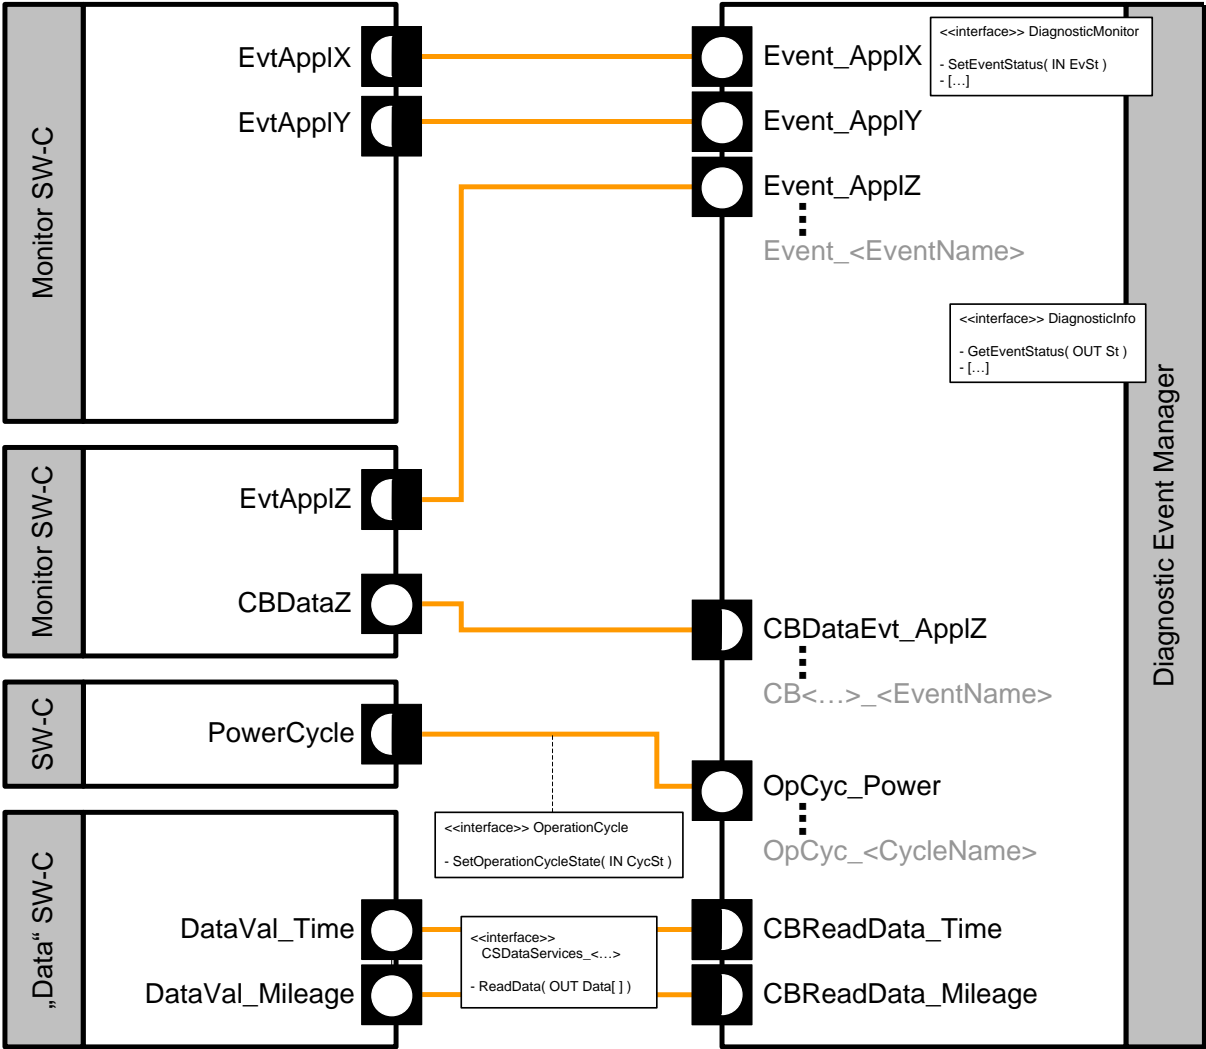 Monitor SW-C
EvtApplX
EvtApplY
Monitor SW-C
EvtApplZ
CBDataZ
SW-C
PowerCycle
„Data“ SW-C
DataVal_Time
DataVal_Mileage
<<interface>> OperationCycle
- SetOperationCycleState( IN CycSt )
<<interface>>
CSDataServices_<...>
- ReadData( OUT Data[ ] )
Event_ApplX
<<interface>> DiagnosticMonitor
- SetEventStatus( IN EvSt )
- […]
Event_ApplY
Event_ApplZ
Event_<EventName>
<<interface>> DiagnosticInfo
- GetEventStatus( OUT St )
- […]
CBDataEvt_ApplZ
CB<...>_<EventName>
OpCyc_Power
OpCyc_<CycleName>
CBReadData_Time
CBReadData_Mileage
Diagnostic Event Manager